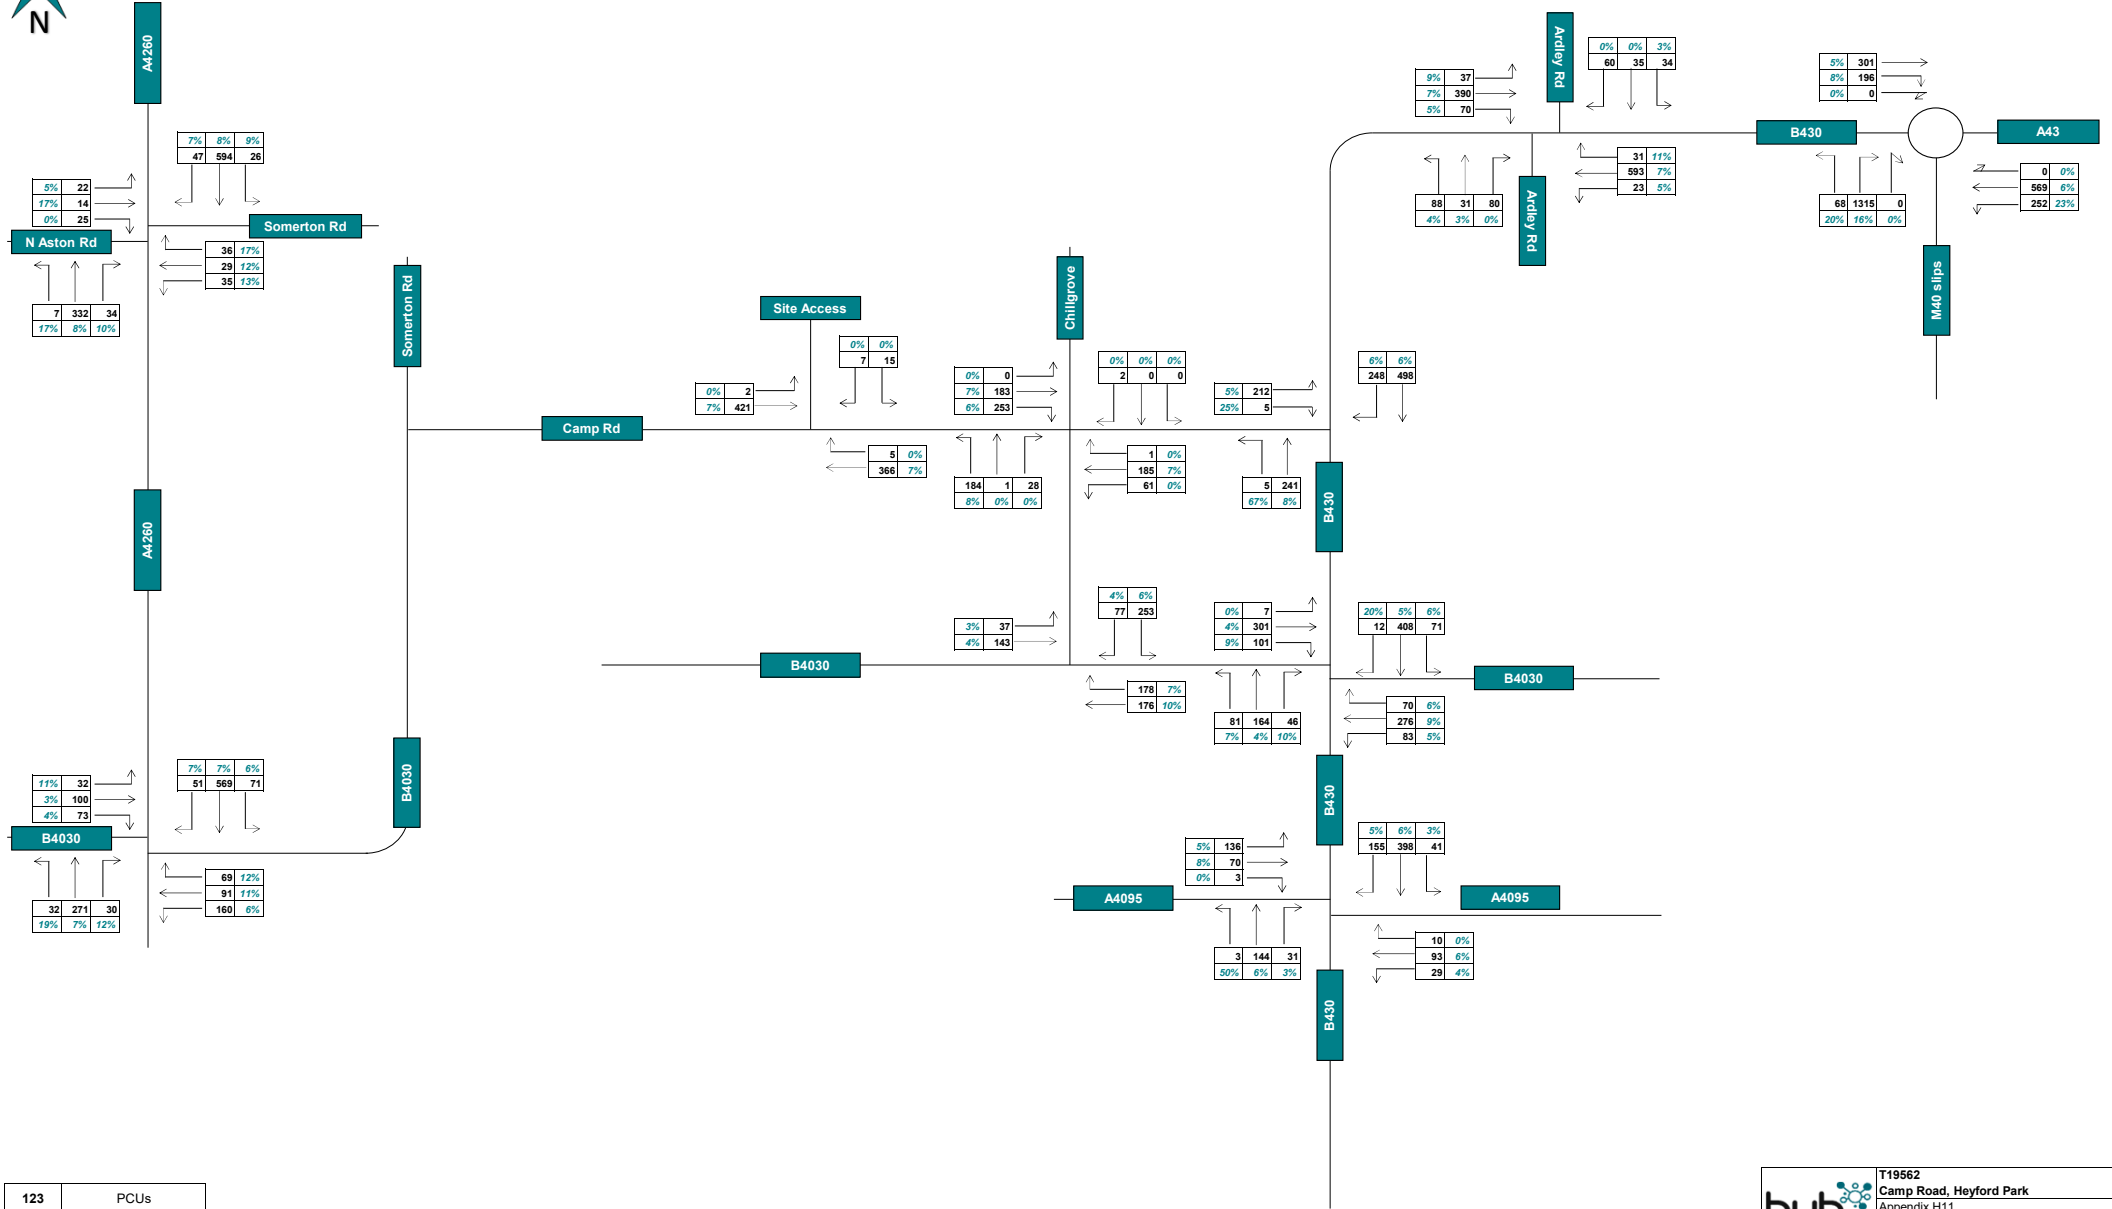 N
A4260
7% 8% 9%
47 594 26
5% 22
17% 14
0% 25
Somerton Rd
N Aston Rd
36 17%
29 12%
35 13%
7 332 34
17% 8% 10%
Somerton Rd
A4260
Camp Rd
Site Access
0% 0%
7 15
0% 2
7% 421
5 0%
366 7%
Chillgrove
0% 0
7% 183
6% 253
0% 0% 0%
2 0 0
184 1 28
8% 0% 0%
1 0%
185 7%
61 0%
5% 212
25% 5
6% 6%
248 498
5 241
67% 8%
B430
Ardley Rd
0% 0% 3%
60 35 34
9% 37
7% 390
5% 70
31 11%
593 7%
23 5%
88 31 80
4% 3% 0%
Ardley Rd
B430
5% 301
8% 196
0% 0
A43
0 0%
569 6%
252 23%
68 1315 0
20% 16% 0%
M40 slips
4% 6%
77 253
3% 37
4% 143
B4030
178 7%
176 10%
0% 7
4% 301
9% 101
20% 5% 6%
12 408 71
B4030
81 164 46
7% 4% 10%
70 6%
276 9%
83 5%
B4030
7% 7% 6%
51 569 71
11% 32
3% 100
4% 73
B4030
69 12%
91 11%
160 6%
32 271 30
19% 7% 12%
B430
5% 136
8% 70
0% 3
5% 6% 3%
155 398 41
A4095
A4095
3 144 31
50% 6% 3%
10 0%
93 6%
29 4%
B430
123 PCUs
hub
T19562
Camp Road, Heyford Park
Appendix H11